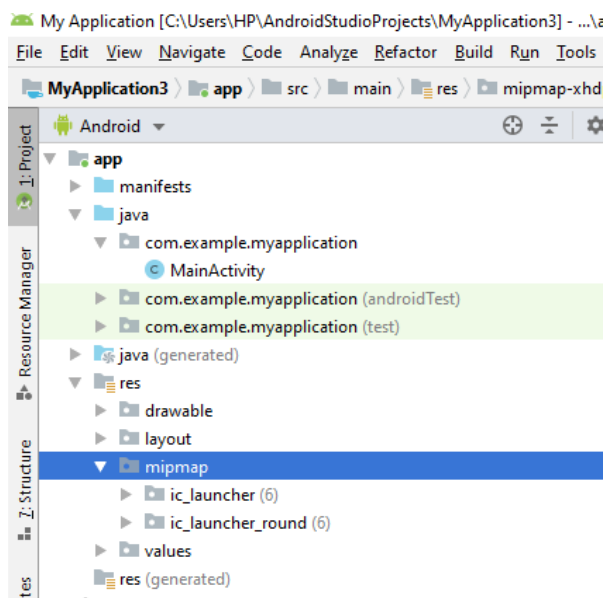 My Application [C:\Users\HP\AndroidStudioProjects\MyApplication3] - ...\a
File Edit View Navigate Code Analyze Refactor Build Run Tools
MyApplication3 app src main res mipmap-xhd
1: Project
Android
app
manifests
java
com.example.myapplication
C MainActivity
com.example.myapplication (androidTest)
com.example.myapplication (test)
java (generated)
Resource Manager
res
drawable
layout
mipmap
ic_launcher (6)
ic_launcher_round (6)
values
res (generated)
7: Structure